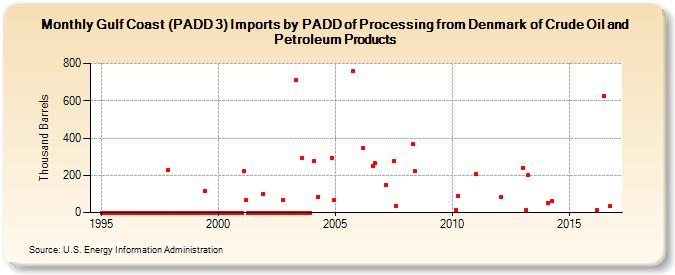 Monthly Gulf Coast (PADD 3) Imports by PADD of Processing from Denmark of Crude Oil and
Petroleum Products
Thousand Barrels
800
600
400
200
0
1995 2000 2005 2010 2015
Source: U.S. Energy Information Administration